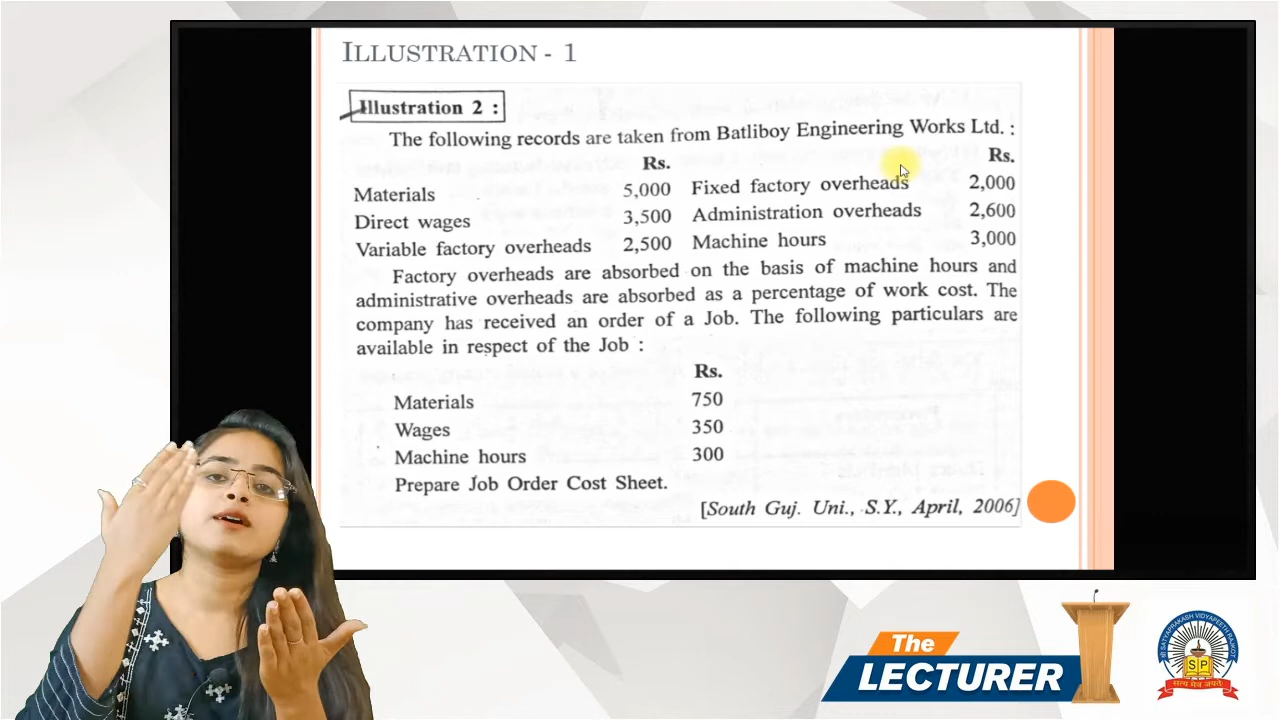 ILLUSTRATION - 1
Illustration 2 :
The following records are taken from Batliboy Engineering Works Ltd. :
Rs. Rs.
Materials 5,000 Fixed factory overheads 2,000
Direct wages 3,500 Administration overheads 2,600
Variable factory overheads 2,500 Machine hours 3,000
Factory overheads are absorbed on the basis of machine hours and
administrative overheads are absorbed as a percentage of work cost. The
company has received an order of a Job. The following particulars are
available in respect of the Job :
Rs.
Materials 750
Wages 350
Machine hours 300
Prepare Job Order Cost Sheet.
[South Guj. Uni., S.Y., April, 2006]
The
LECTURER
SP